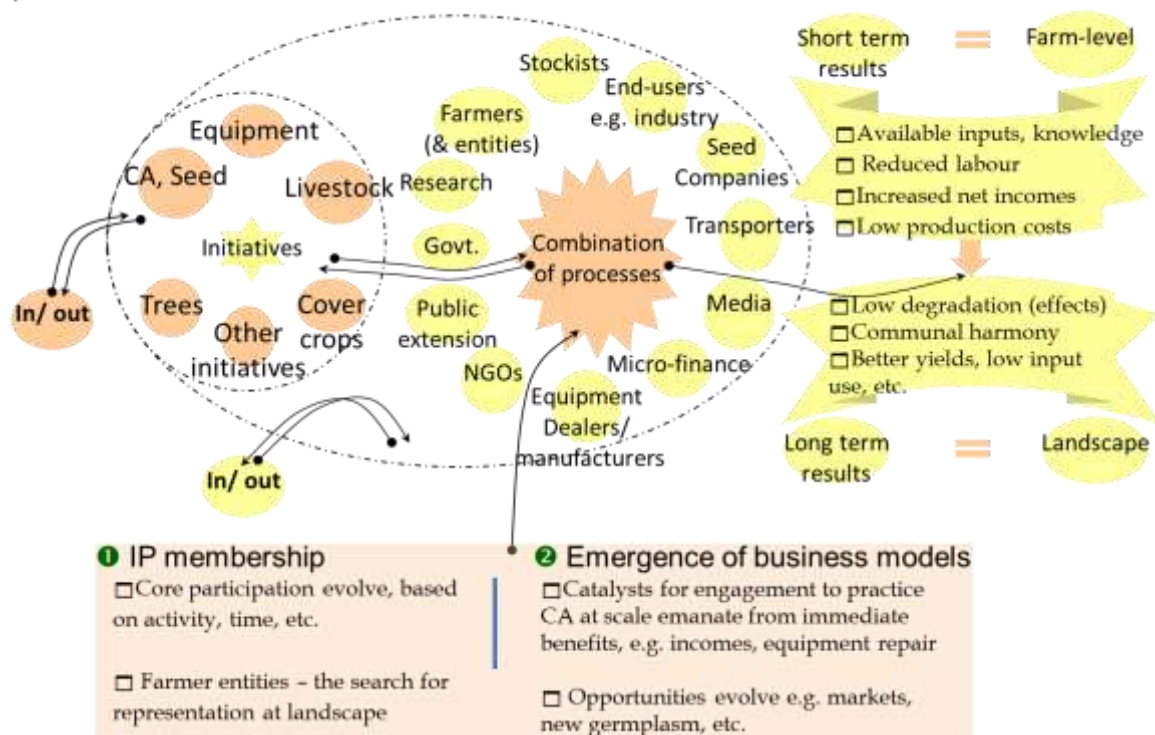 Equipment
CA, Seed
Livestock
Initiatives
Trees
Other
initiatives
Cover
crops
In/ out
In/ out
Stockists
End-users
e.g. industry
Farmers
(& entities)
Seed
Companies
Research
Transporters
Govt.
Combination
of processes
Public
extension
Media
NGOs
Micro-finance
Equipment
Dealers/
manufacturers
Short term
results
Farm-level
☐Available inputs, knowledge
☐ Reduced labour
☐Increased net incomes
☐Low production costs
☐Low degradation (effects)
☐Communal harmony
☐Better yields, low input
use, etc.
Long term
results
Landscape
❶ IP membership
☐Core participation evolve, based
on activity, time, etc.
☐ Farmer entities – the search for
representation at landscape
❷ Emergence of business models
☐Catalysts for engagement to practice
CA at scale emanate from immediate
benefits, e.g. incomes, equipment repair
☐ Opportunities evolve e.g. markets,
new germplasm, etc.